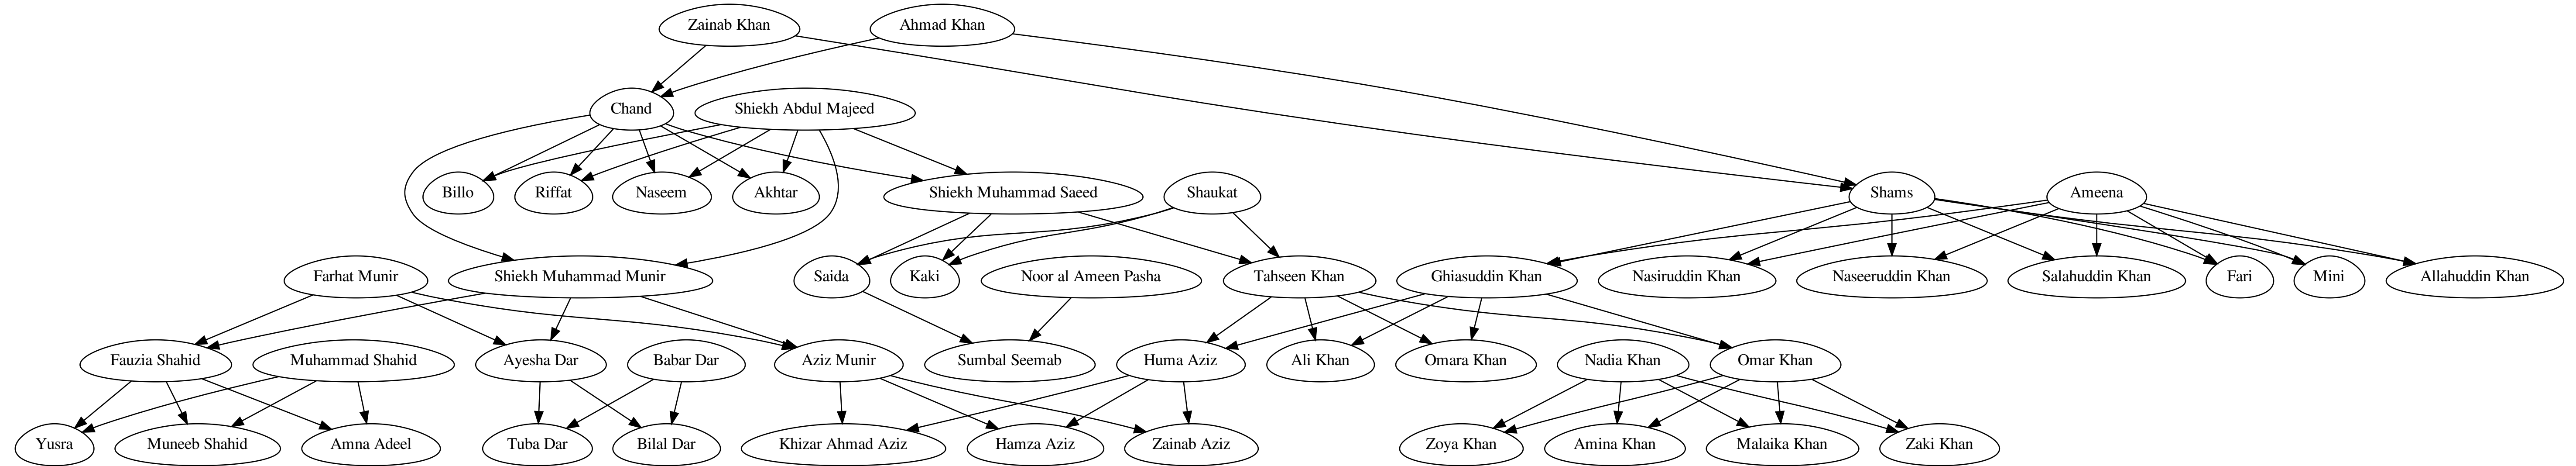 Zainab Khan
Ahmad Khan
Chand
Shiekh Abdul Majeed
Billo
Riffat
Naseem
Akhtar
Shiekh Muhammad Saeed
Shaukat
Shams
Ameena
Farhat Munir
Shiekh Muhammad Munir
Saida
Kaki
Noor al Ameen Pasha
Tahseen Khan
Ghiasuddin Khan
Nasiruddin Khan
Naseeruddin Khan
Salahuddin Khan
Fari
Mini
Allahuddin Khan
Fauzia Shahid
Muhammad Shahid
Ayesha Dar
Babar Dar
Aziz Munir
Sumbal Seemab
Huma Aziz
Ali Khan
Omara Khan
Nadia Khan
Omar Khan
Yusra
Muneeb Shahid
Amna Adeel
Tuba Dar
Bilal Dar
Khizar Ahmad Aziz
Hamza Aziz
Zainab Aziz
Zoya Khan
Amina Khan
Malaika Khan
Zaki Khan